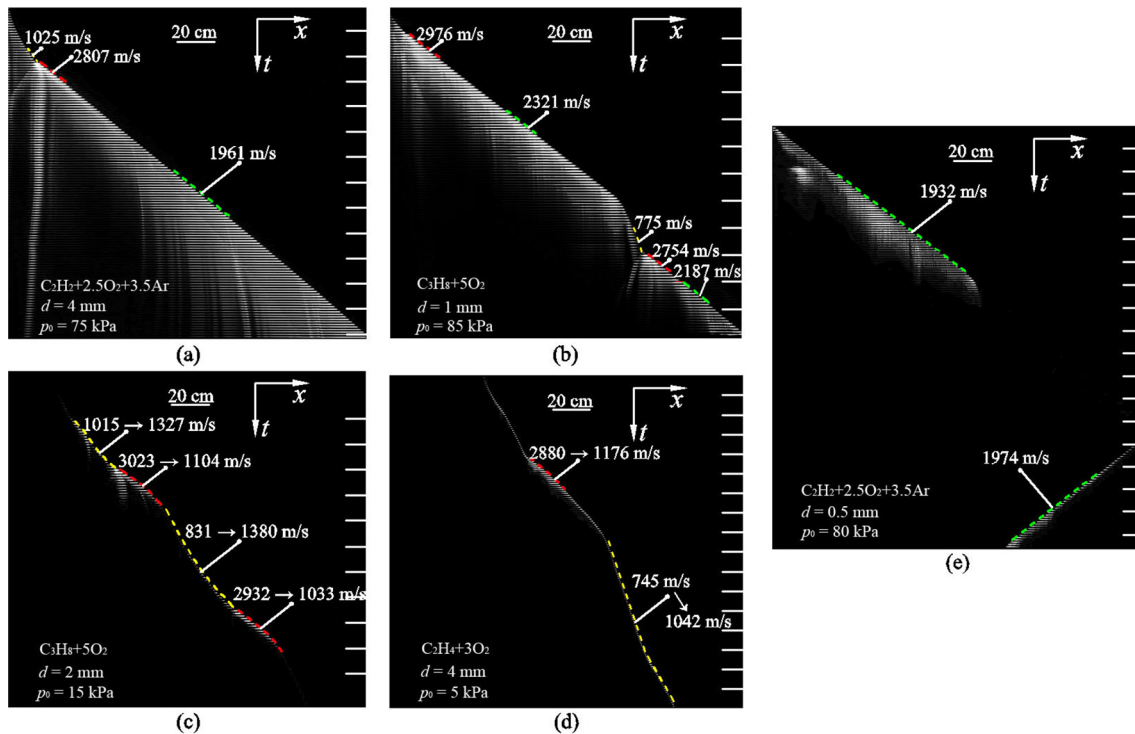 1025 m/s
2807 m/s
20 cm
x
t
1961 m/s
C₂H₂+2.5O₂+3.5Ar
d = 4 mm
p₀ = 75 kPa
(a)
2976 m/s
20 cm
x
t
2321 m/s
775 m/s
2754 m/s
2187 m/s
C₃H₈+5O₂
d = 1 mm
p₀ = 85 kPa
(b)
20 cm
x
t
1015 → 1327 m/s
3023 → 1104 m/s
831 → 1380 m/s
2932 → 1033 m/s
C₃H₈+5O₂
d = 2 mm
p₀ = 15 kPa
(c)
20 cm
x
t
2880 → 1176 m/s
745 m/s
↘
1042 m/s
C₂H₄+3O₂
d = 4 mm
p₀ = 5 kPa
(d)
20 cm
x
t
1932 m/s
1974 m/s
C₂H₂+2.5O₂+3.5Ar
d = 0.5 mm
p₀ = 80 kPa
(e)